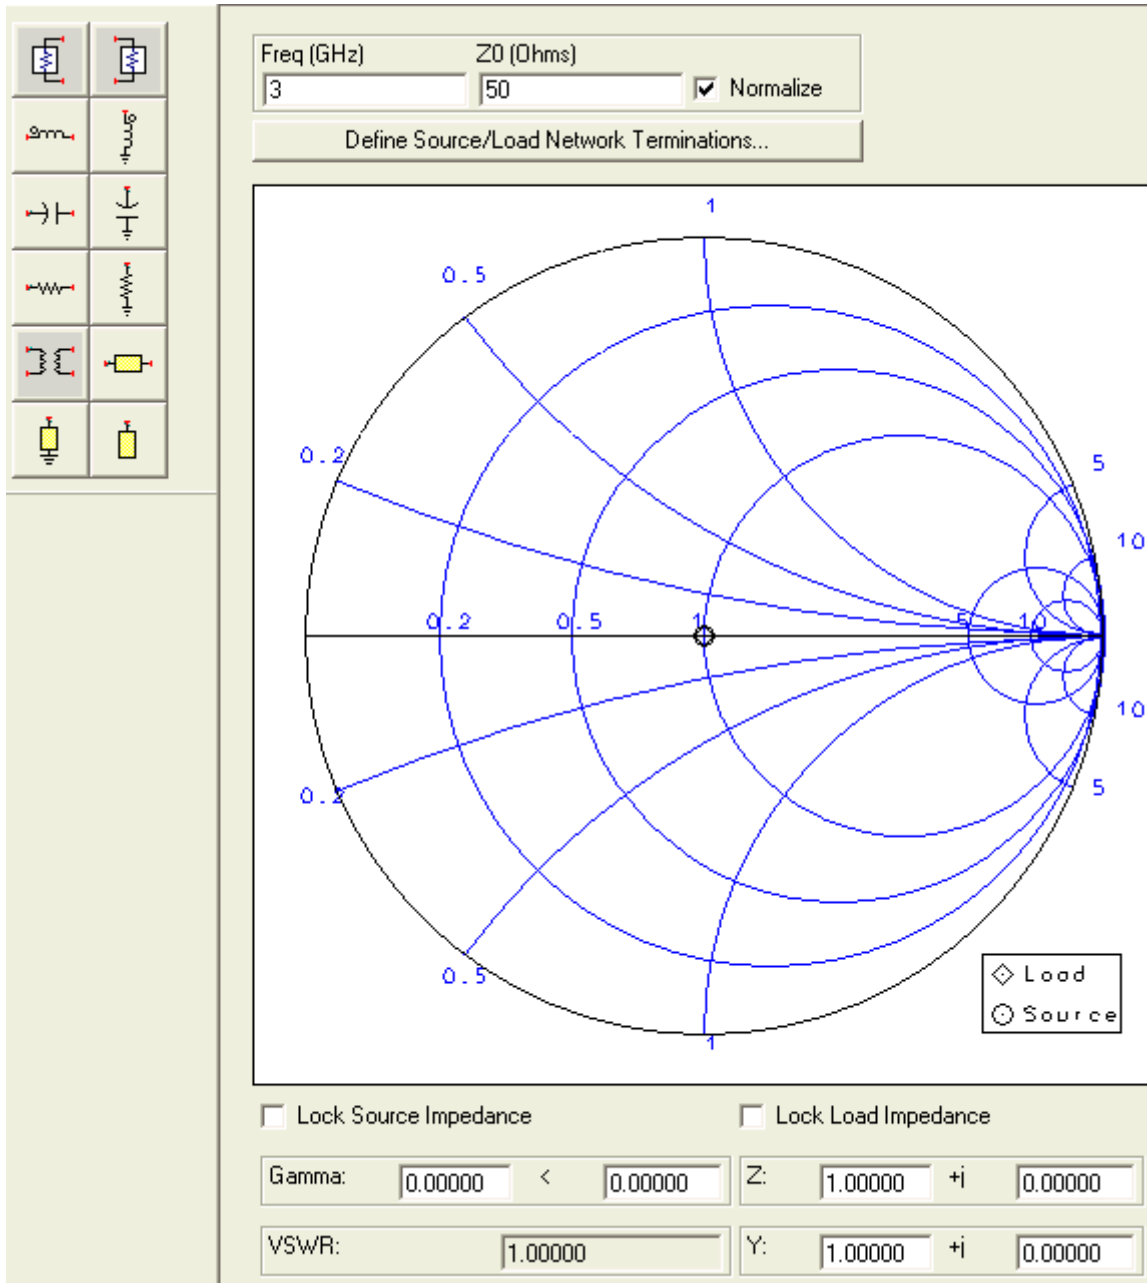 Freq (GHz) Z0 (Ohms)
3 50 Normalize
Define Source/Load Network Terminations...
1
0.5
0.2 5
10
0.2 0.5 1 5 10
10
0.2 5
0.5
1
Load
Source
Lock Source Impedance Lock Load Impedance
Gamma: 0.00000 < 0.00000 Z: 1.00000 +j 0.00000
VSWR: 1.00000 Y: 1.00000 +j 0.00000